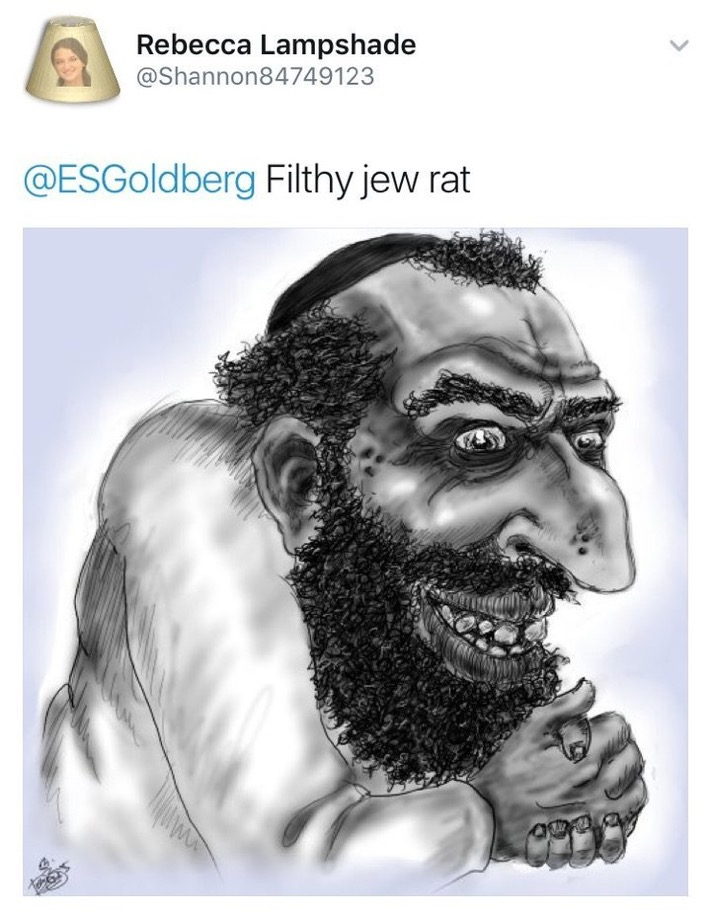 Rebecca Lampshade
@Shannon84749123
@ESGoldberg Filthy jew rat